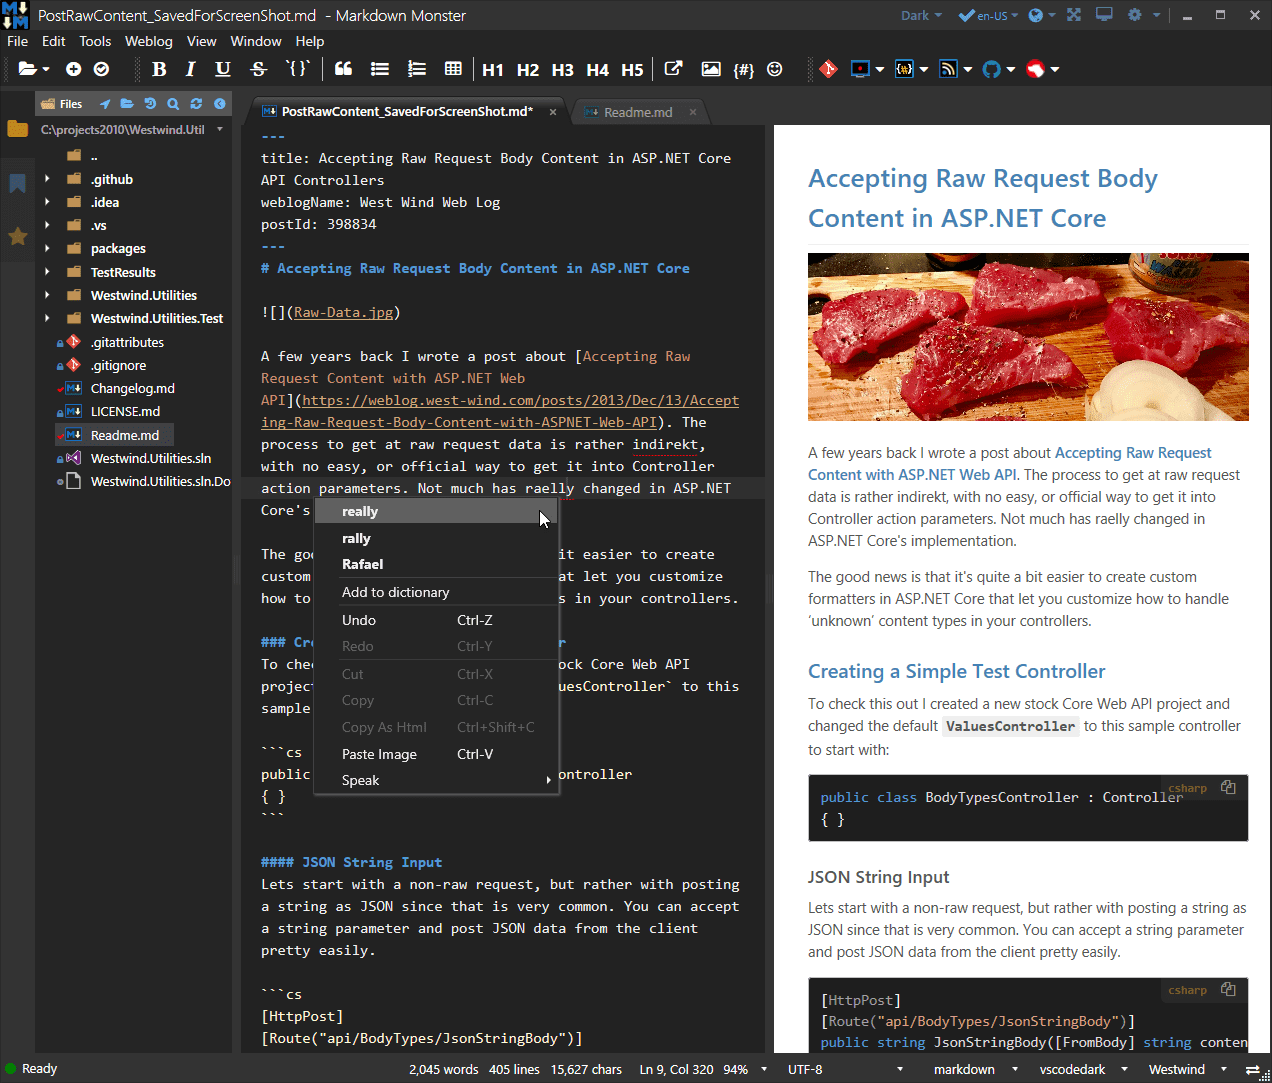 PostRawContent_SavedForScreenShot.md - Markdown Monster
Dark
en-US
File Edit Tools Weblog View Window Help
B I U S `{}` H1 H2 H3 H4 H5 {#}
Files
PostRawContent_SavedForScreenShot.md* ×
Readme.md ×
C:\projects2010\Westwind.Util
..
.github
.idea
.vs
packages
TestResults
Westwind.Utilities
Westwind.Utilities.Test
.gitattributes
.gitignore
Changelog.md
LICENSE.md
Readme.md
Westwind.Utilities.sln
Westwind.Utilities.sln.Do
---
title: Accepting Raw Request Body Content in ASP.NET Core
API Controllers
weblogName: West Wind Web Log
postId: 398834
---
# Accepting Raw Request Body Content in ASP.NET Core
![](Raw-Data.jpg)
A few years back I wrote a post about [Accepting Raw
Request Content with ASP.NET Web
API](https://weblog.west-wind.com/posts/2013/Dec/13/Accept
ing-Raw-Request-Body-Content-with-ASPNET-Web-API). The
process to get at raw request data is rather indirekt,
with no easy, or official way to get it into Controller
action parameters. Not much has raelly changed in ASP.NET
Core's
The goo it easier to create
custom at let you customize
how to s in your controllers.
### Cre r
To chec ock Core Web API
project uesController` to this
sample
```cs
public ontroller
{ }
```
#### JSON String Input
Lets start with a non-raw request, but rather with posting
a string as JSON since that is very common. You can accept
a string parameter and post JSON data from the client
pretty easily.
```cs
[HttpPost]
[Route("api/BodyTypes/JsonStringBody")]
really
rally
Rafael
Add to dictionary
Undo Ctrl-Z
Redo Ctrl-Y
Cut Ctrl-X
Copy Ctrl-C
Copy As Html Ctrl+Shift+C
Paste Image Ctrl-V
Speak
Accepting Raw Request Body
Content in ASP.NET Core
A few years back I wrote a post about Accepting Raw Request
Content with ASP.NET Web API. The process to get at raw request
data is rather indirekt, with no easy, or official way to get it into
Controller action parameters. Not much has raelly changed in
ASP.NET Core's implementation.
The good news is that it's quite a bit easier to create custom
formatters in ASP.NET Core that let you customize how to handle
‘unknown’ content types in your controllers.
Creating a Simple Test Controller
To check this out I created a new stock Core Web API project and
changed the default ValuesController to this sample controller
to start with:
csharp
public class BodyTypesController : Controller
{ }
JSON String Input
Lets start with a non-raw request, but rather with posting a string as
JSON since that is very common. You can accept a string parameter
and post JSON data from the client pretty easily.
csharp
[HttpPost]
[Route("api/BodyTypes/JsonStringBody")]
public string JsonStringBody([FromBody] string conten
Ready 2,045 words 405 lines 15,627 chars Ln 9, Col 320 94% UTF-8 markdown vscodedark Westwind